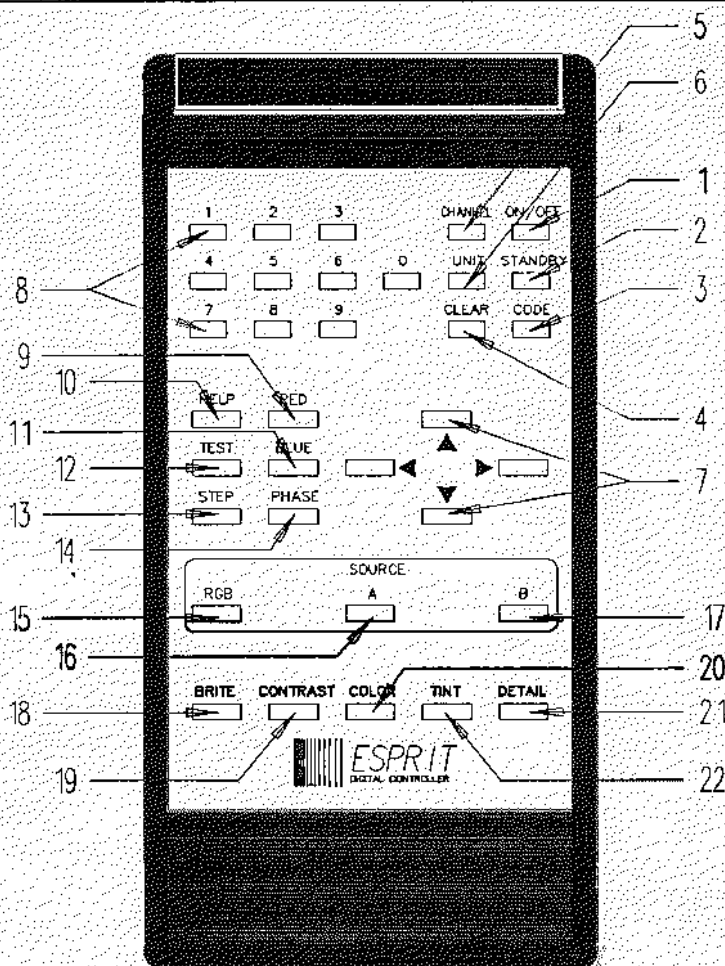 5
6
1 2 3 CHANNEL ON/OFF
1
2
4 5 6 0 UNIT STANDBY
8
3
7 8 9 CLEAR CODE
9
10
HELP RED
4
11
12
TEST BLUE
7
13
STEP PHASE
14
SOURCE
RGB A B
15
17
16
20
BRITE CONTRAST COLOR TINT DETAIL
18
21
19
22
ESPRIT
DIGITAL CONTROLLER